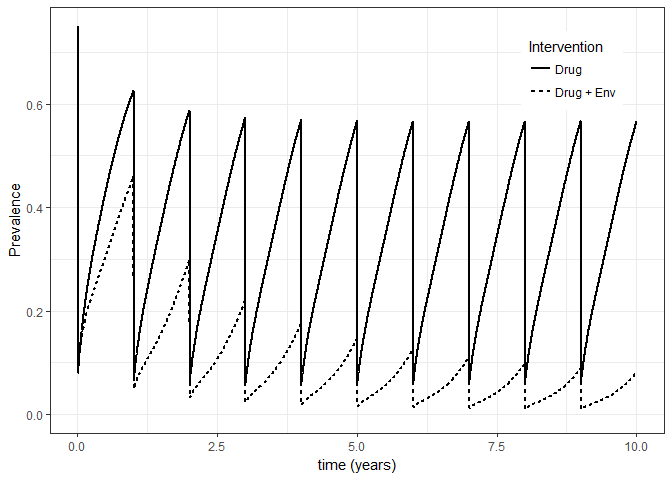 Intervention
Drug
Drug + Env
Prevalence
0.6
0.4
0.2
0.0
0.0 2.5 5.0 7.5 10.0
time (years)